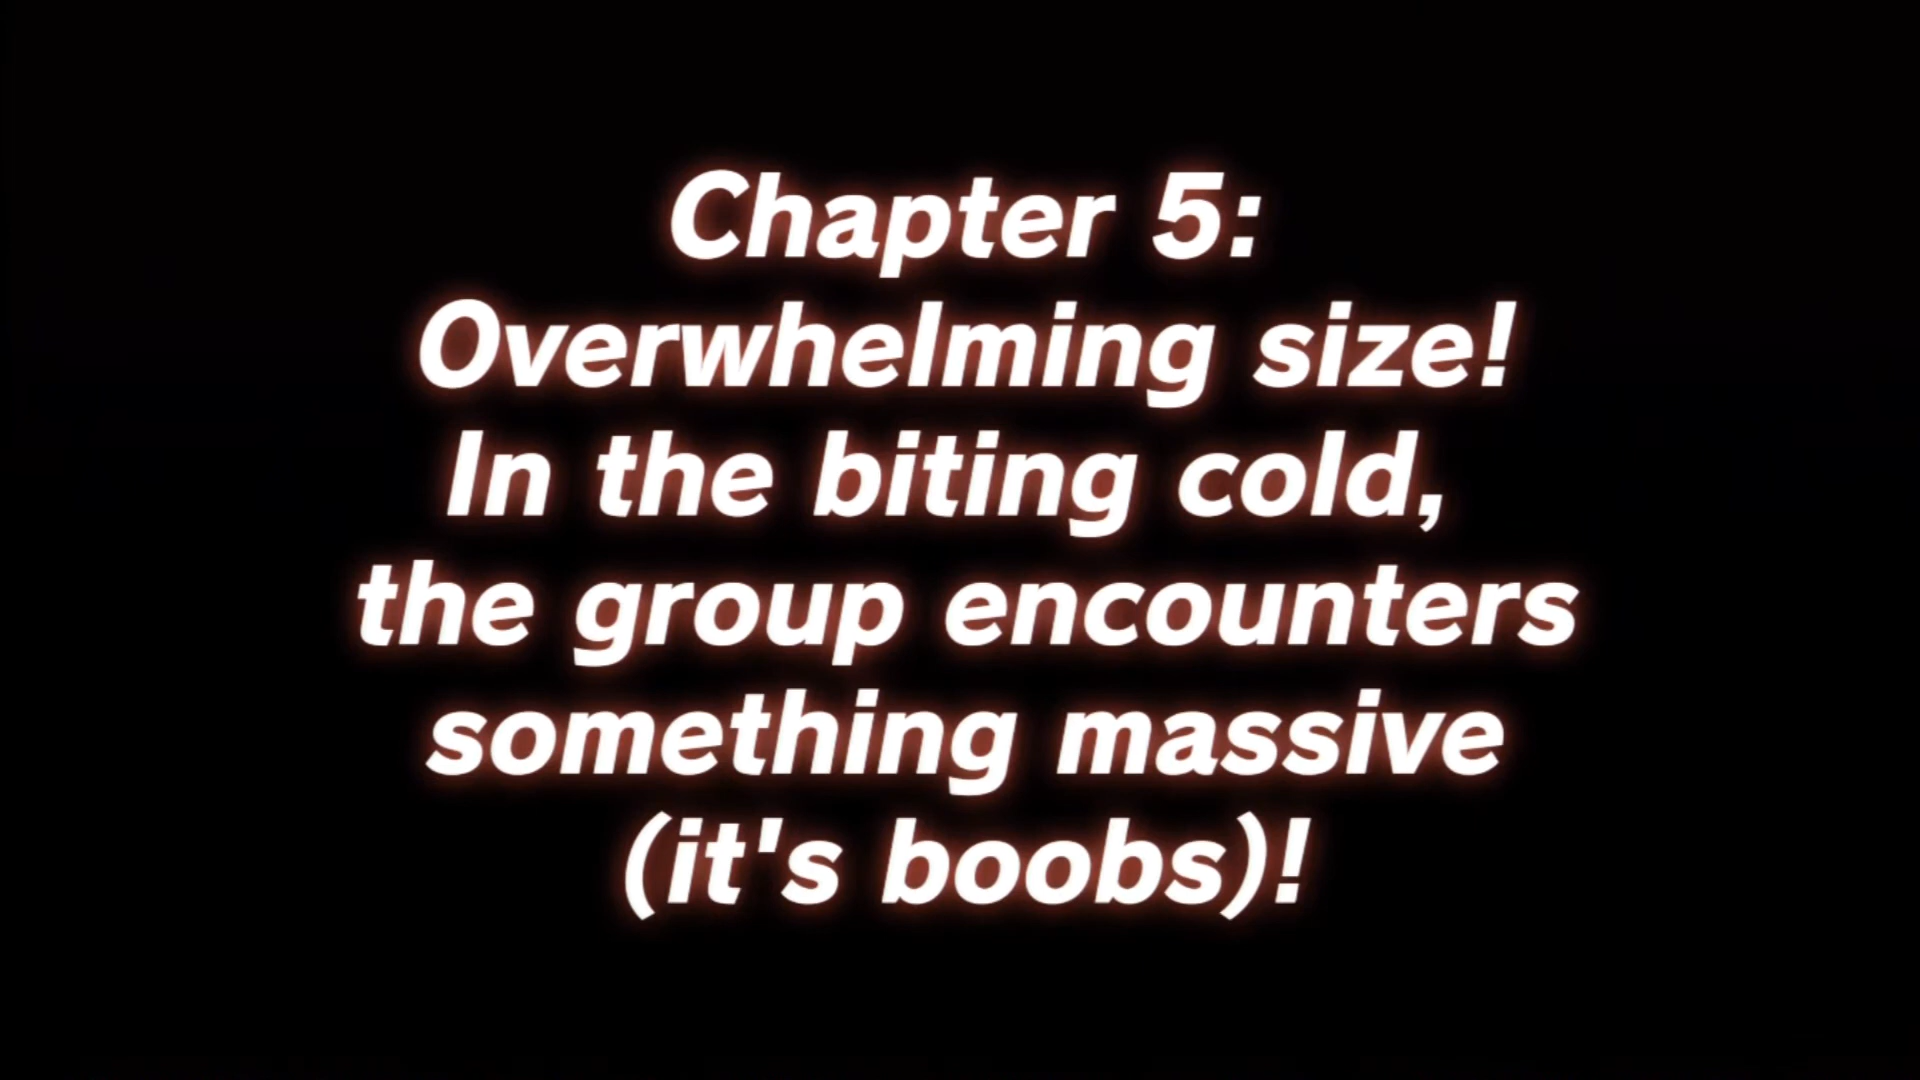 Chapter 5:
Overwhelming size!
In the biting cold,
the group encounters
something massive
(it's boobs)!